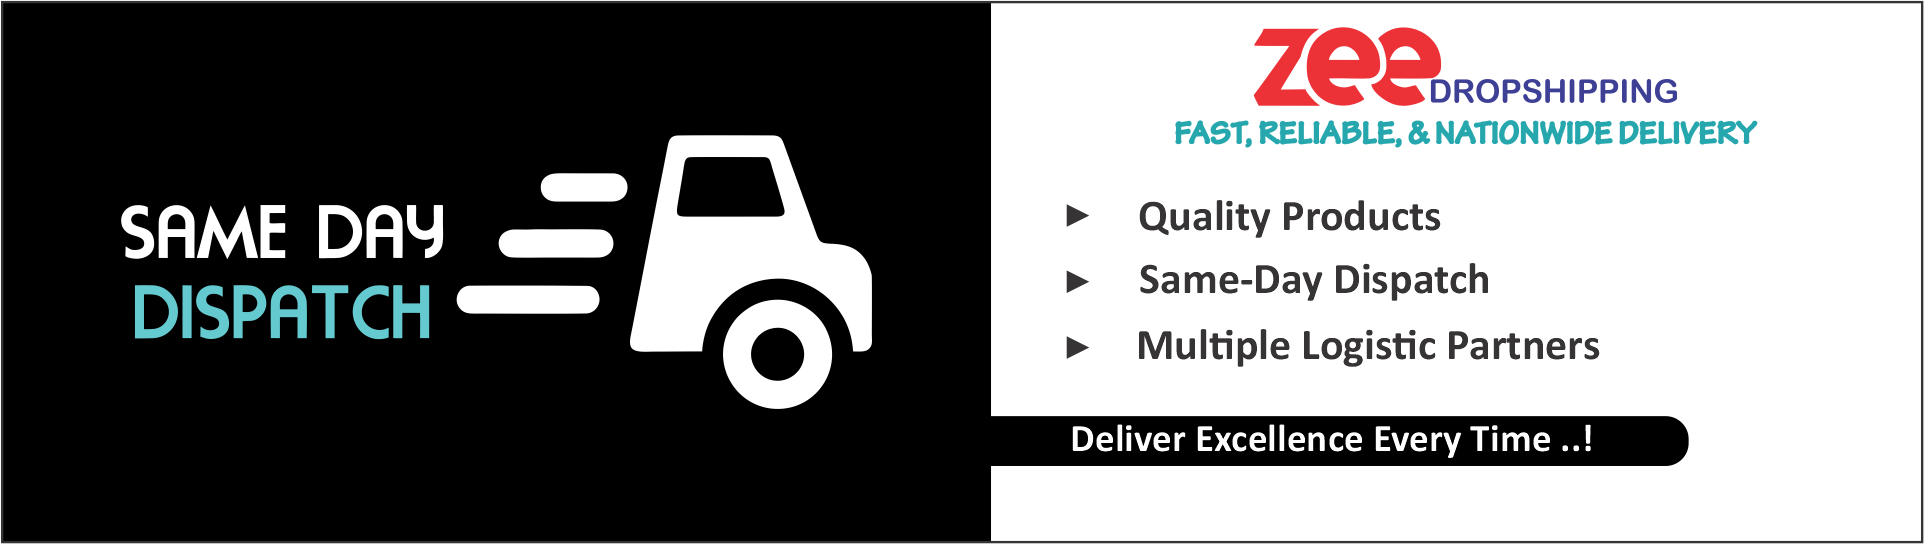 SAME DAY
DISPATCH
zee DROPSHIPPING
FAST, RELIABLE, & NATIONWIDE DELIVERY
► Quality Products
► Same-Day Dispatch
► Multiple Logistic Partners
Deliver Excellence Every Time ..!